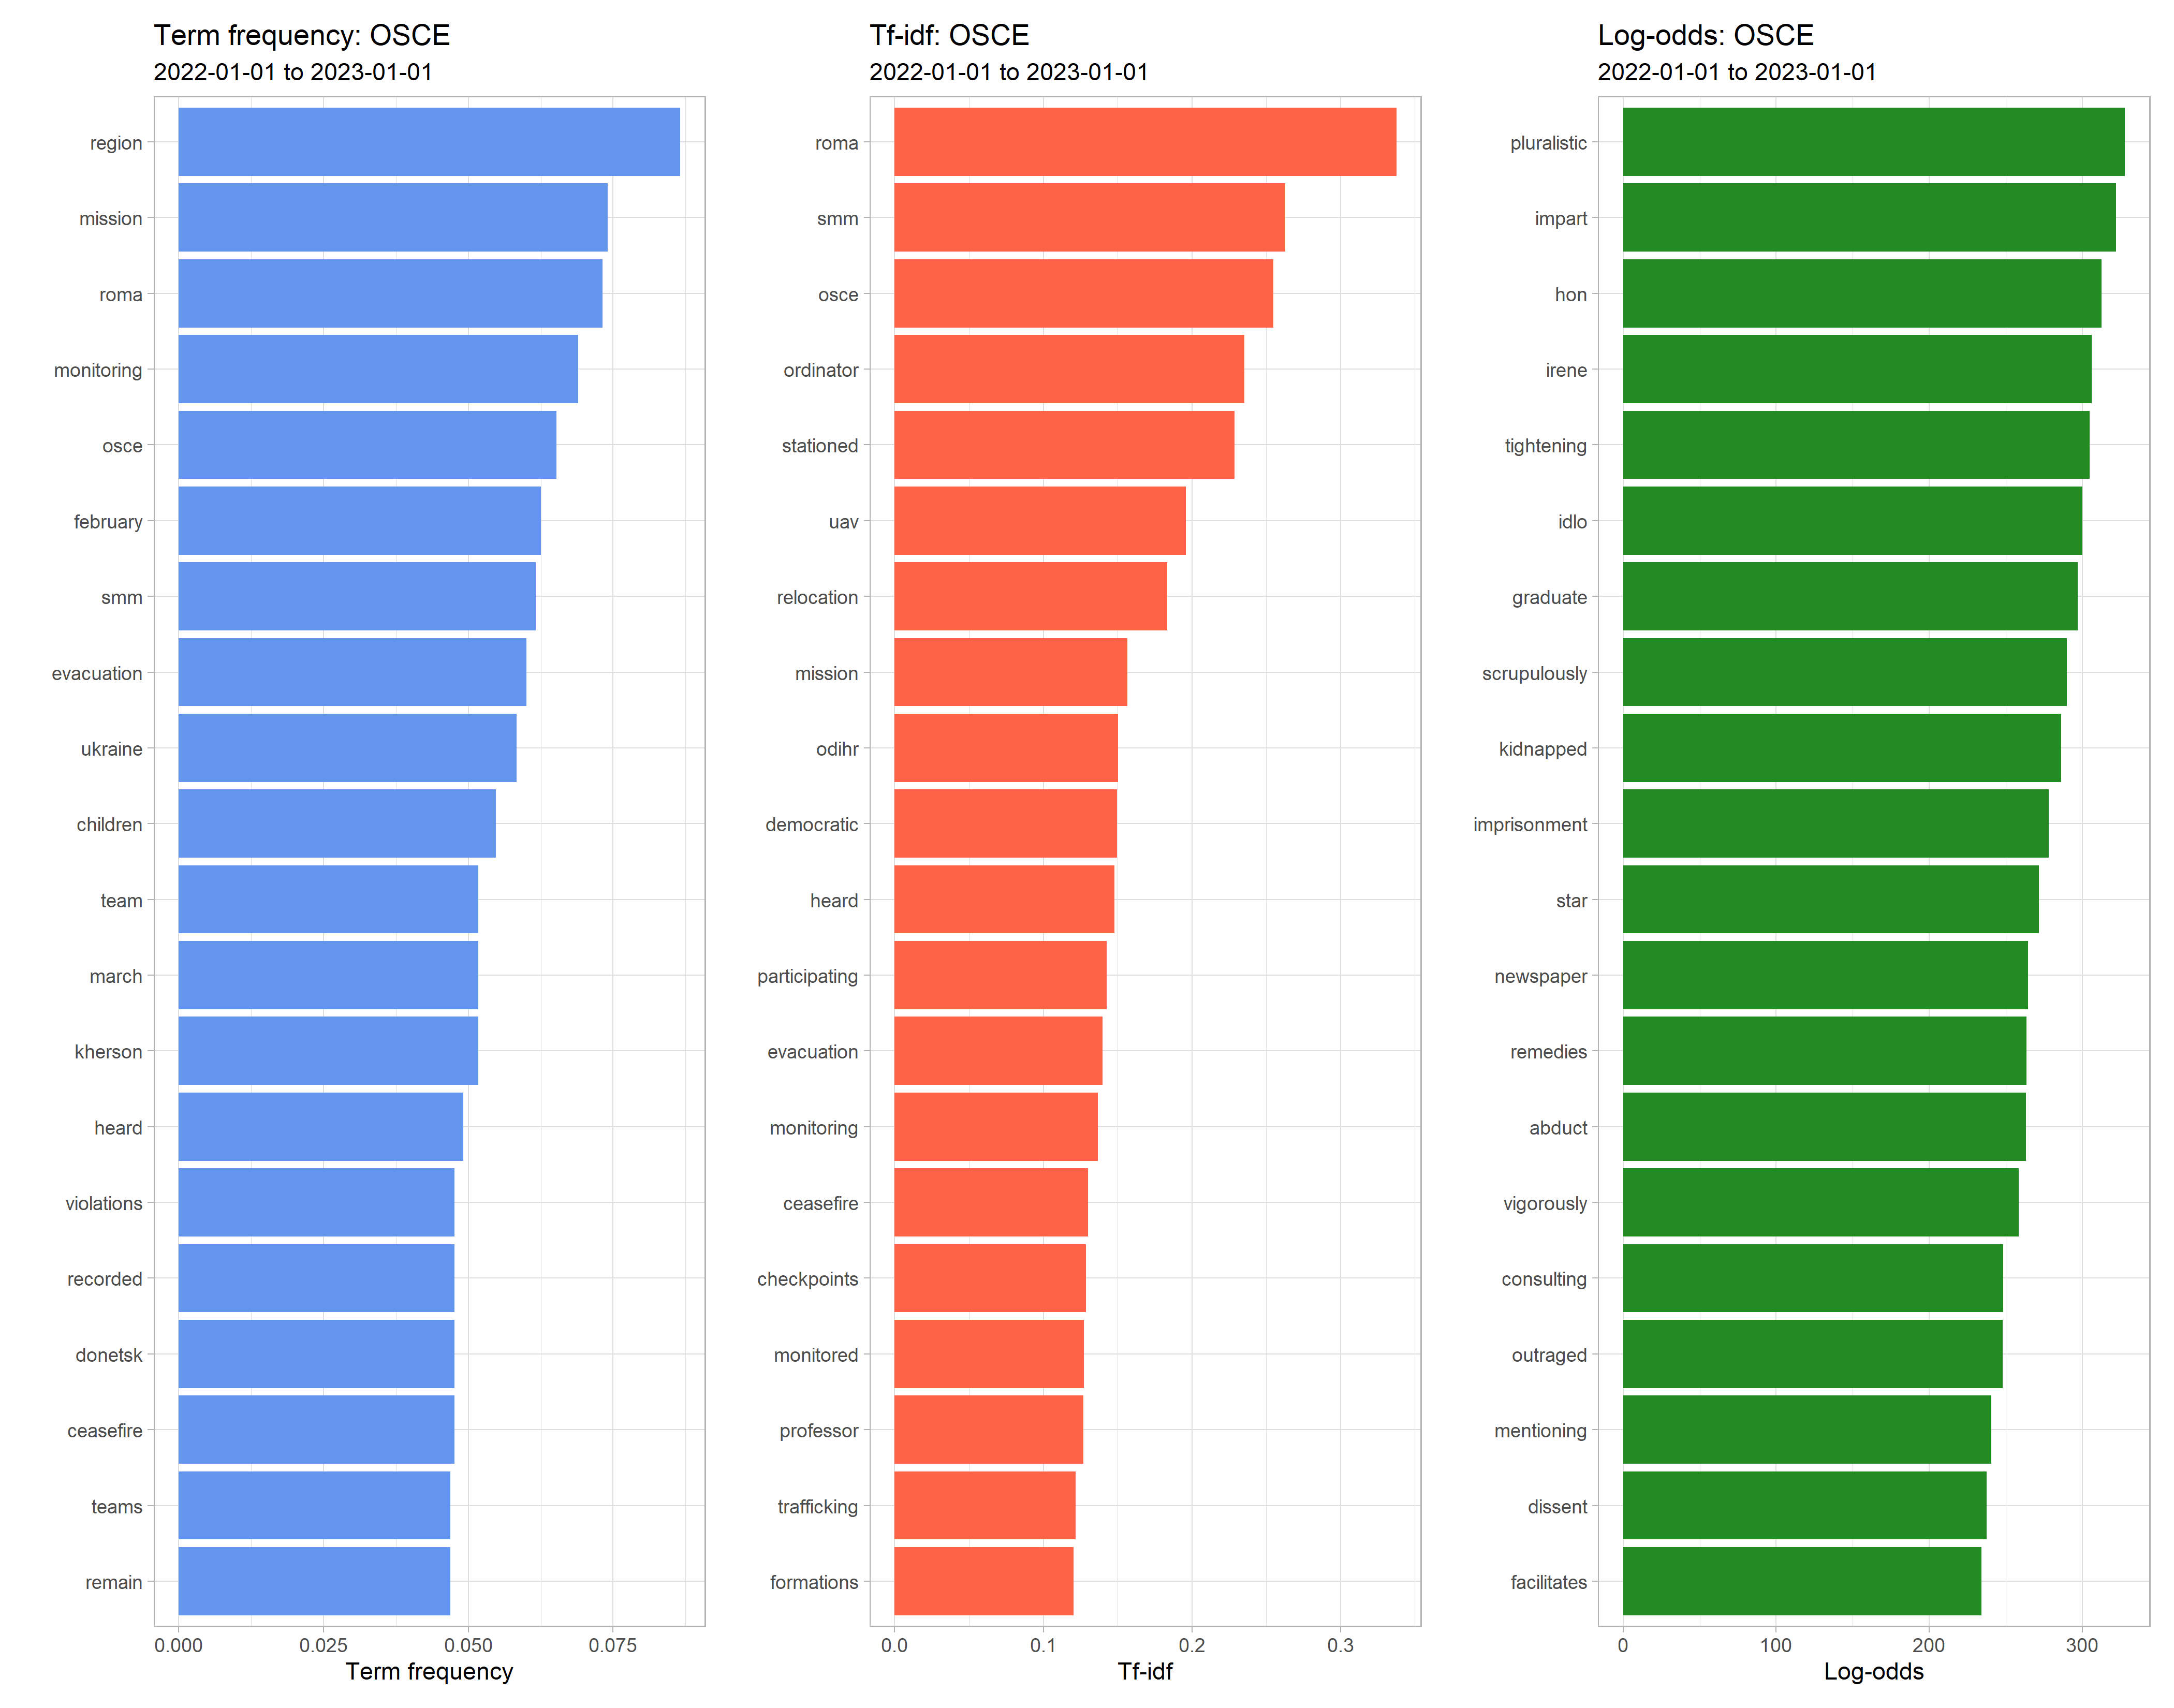 Term frequency: OSCE
2022-01-01 to 2023-01-01
region
mission
roma
monitoring
osce
february
smm
evacuation
ukraine
children
team
march
kherson
heard
violations
recorded
donetsk
ceasefire
teams
remain
0.000 0.025 0.050 0.075
Term frequency
Tf-idf: OSCE
2022-01-01 to 2023-01-01
roma
smm
osce
ordinator
stationed
uav
relocation
mission
odihr
democratic
heard
participating
evacuation
monitoring
ceasefire
checkpoints
monitored
professor
trafficking
formations
0.0 0.1 0.2 0.3
Tf-idf
Log-odds: OSCE
2022-01-01 to 2023-01-01
pluralistic
impart
hon
irene
tightening
idlo
graduate
scrupulously
kidnapped
imprisonment
star
newspaper
remedies
abduct
vigorously
consulting
outraged
mentioning
dissent
facilitates
0 100 200 300
Log-odds